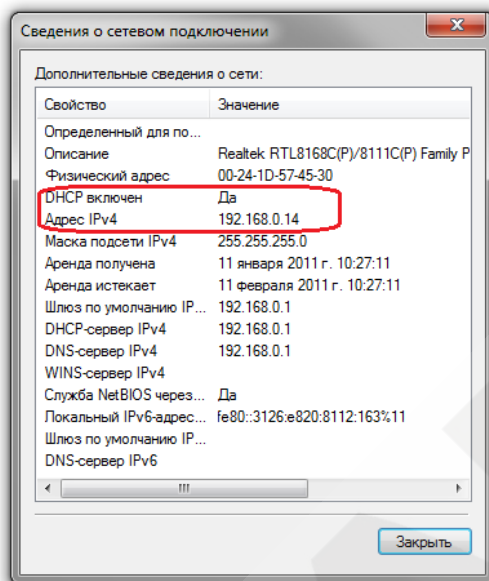 Сведения о сетевом подключении
Дополнительные сведения о сети:
Свойство Значение
Определенный для по...
Описание Realtek RTL8168C(P)/8111C(P) Family P
Физический адрес 00-24-1D-57-45-30
DHCP включен Да
Адрес IPv4 192.168.0.14
Маска подсети IPv4 255.255.255.0
Аренда получена 11 января 2011 г. 10:27:11
Аренда истекает 11 февраля 2011 г. 10:27:11
Шлюз по умолчанию IP... 192.168.0.1
DHCP-сервер IPv4 192.168.0.1
DNS-сервер IPv4 192.168.0.1
WINS-сервер IPv4
Служба NetBIOS через... Да
Локальный IPv6-адрес... fe80::3126:e820:8112:163%11
Шлюз по умолчанию IP...
DNS-сервер IPv6
Закрыть